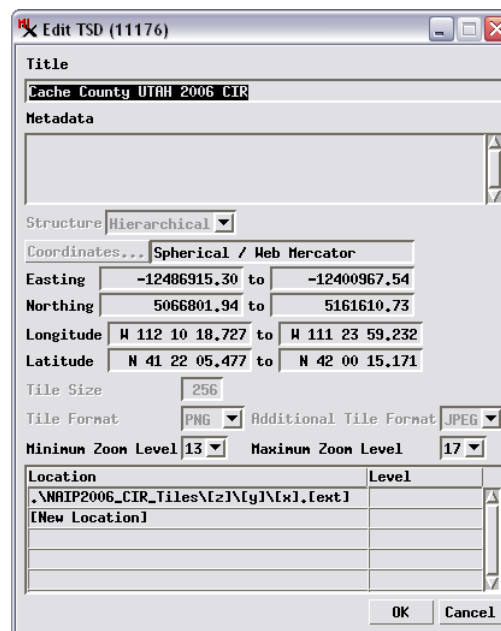 Edit TSD (11176)
Title
Cache County UTAH 2006 CIR
Metadata
Structure Hierarchical
Coordinates... Spherical / Web Mercator
Easting -12486915.30 to -12400967.54
Northing 5066801.94 to 5161610.73
Longitude W 112 10 18.727 to W 111 23 59.232
Latitude N 41 22 05.477 to N 42 00 15.171
Tile Size 256
Tile Format PNG Additional Tile Format JPEG
Minimum Zoom Level 13 Maximum Zoom Level 17
Location Level
.\NAIP2006_CIR_Tiles\[z]\[y]\[x].[ext]
[New Location]
OK Cancel